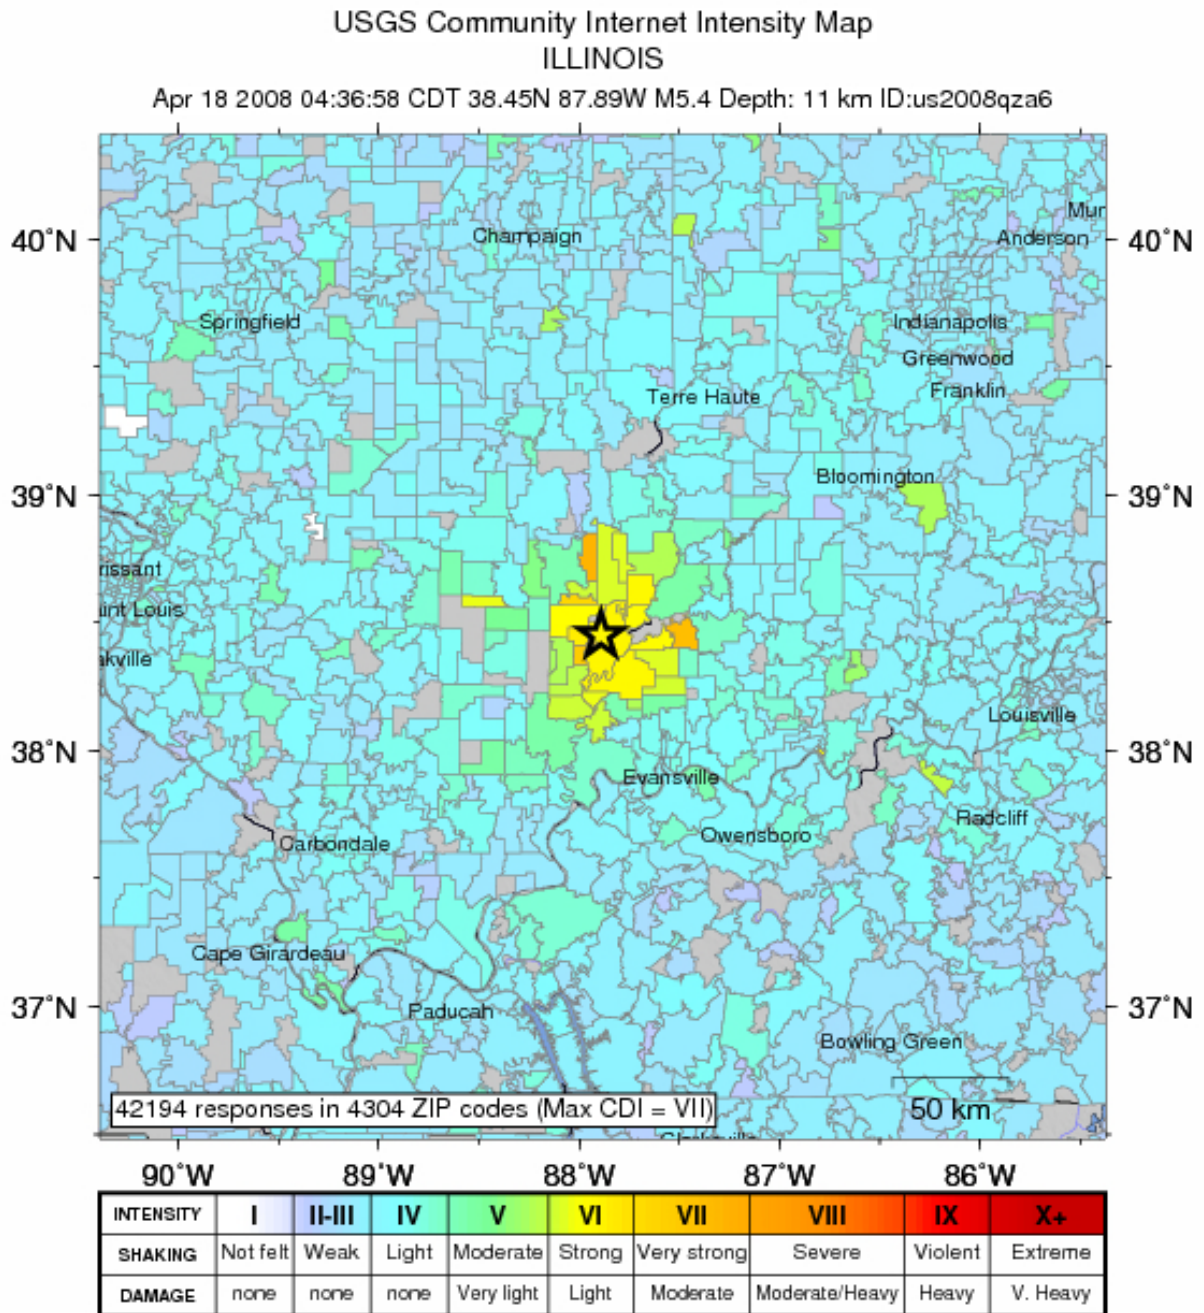 USGS Community Internet Intensity Map
ILLINOIS
Apr 18 2008 04:36:58 CDT 38.45N 87.89W M5.4 Depth: 11 km ID:us2008qza6
Mur
40˚N
Champaign
Anderson
40˚N
Springfield
Indianapolis
Greenwood
Terre Haute
Franklin
Bloomington
39˚N
39˚N
rissant
aint Louis
akville
Louisville
38˚N
38˚N
Evansville
Radcliff
Owensboro
Carbondale
Cape Girardeau
37˚N
Paducah
37˚N
Bowling Green
42194 responses in 4304 ZIP codes (Max CDI = VII)
50 km
90˚W 89˚W 88˚W 87˚W 86˚W
INTENSITY I II-III IV V VI VII VIII IX X+
SHAKING Not felt Weak Light Moderate Strong Very strong Severe Violent Extreme
DAMAGE none none none Very light Light Moderate Moderate/Heavy Heavy V. Heavy